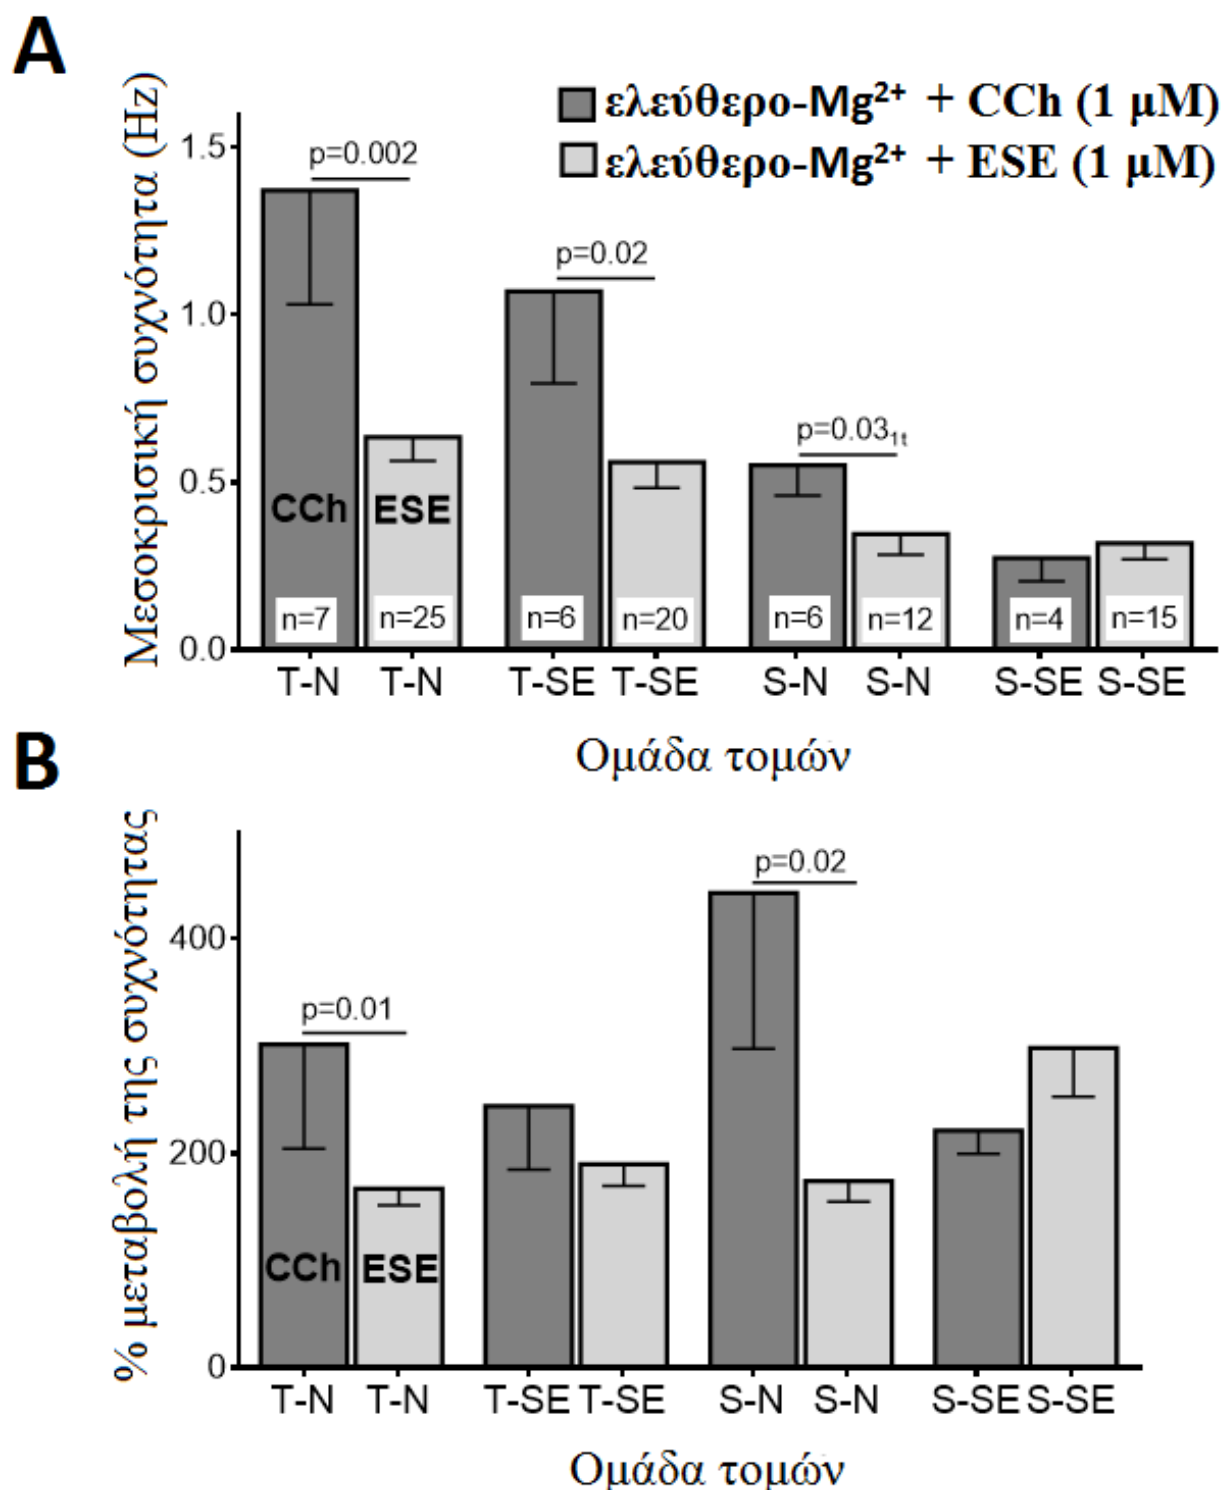 A
ελεύθερο-Mg²⁺ + CCh (1 μM)
ελεύθερο-Mg²⁺ + ESE (1 μM)
Μεσοκρισική συχνότητα (Hz)
1.5
1.0
0.5
0.0
p=0.002
p=0.02
p=0.03₁ₜ
CCh ESE
n=7 n=25 n=6 n=20 n=6 n=12 n=4 n=15
T-N T-N T-SE T-SE S-N S-N S-SE S-SE
Ομάδα τομών
B
% μεταβολή της συχνότητας
400
200
0
p=0.01
p=0.02
CCh ESE
T-N T-N T-SE T-SE S-N S-N S-SE S-SE
Ομάδα τομών